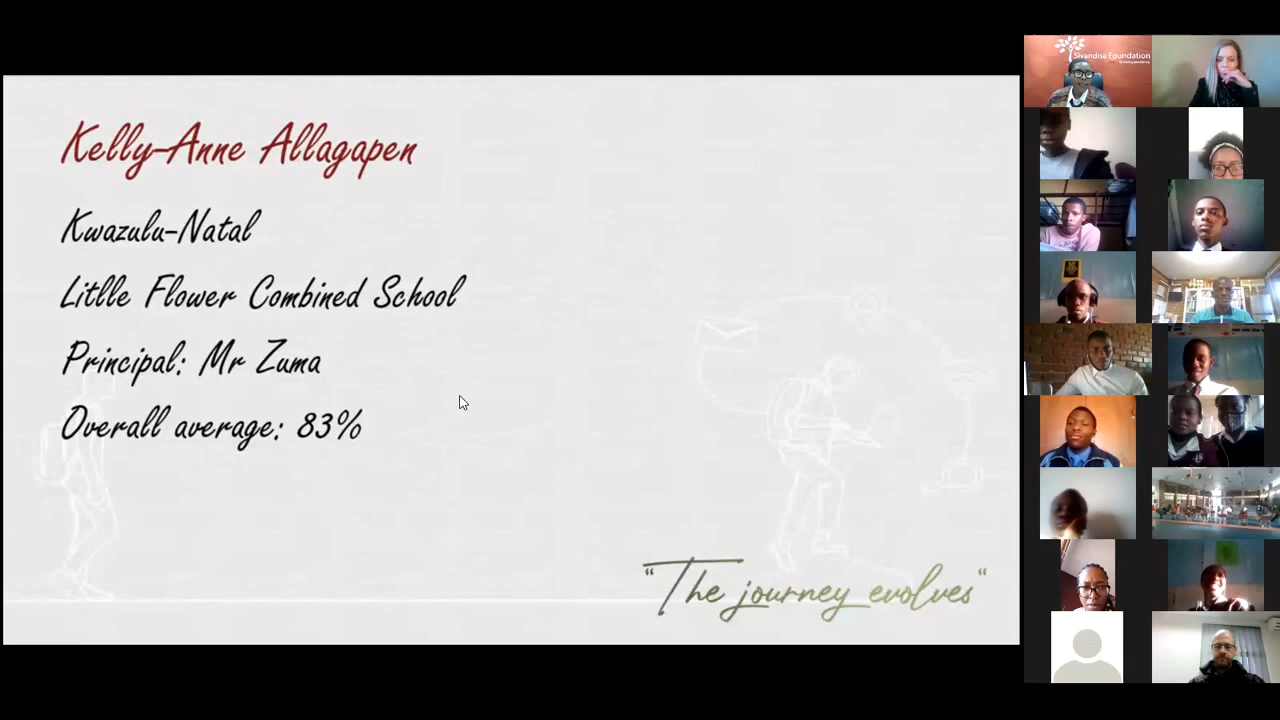 Kelly-Anne Allagapen
Kwazulu-Natal
Litlle Flower Combined School
Principal: Mr Zuma
Overall average: 83%
"The journey evolves"
Sivandisa Foundation